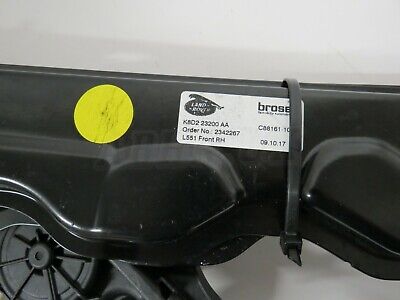 LAND ROVER
brose
K8D2 23200 AA
C88161-10
Order No.: 2342267
L551 Front RH
09.10.17